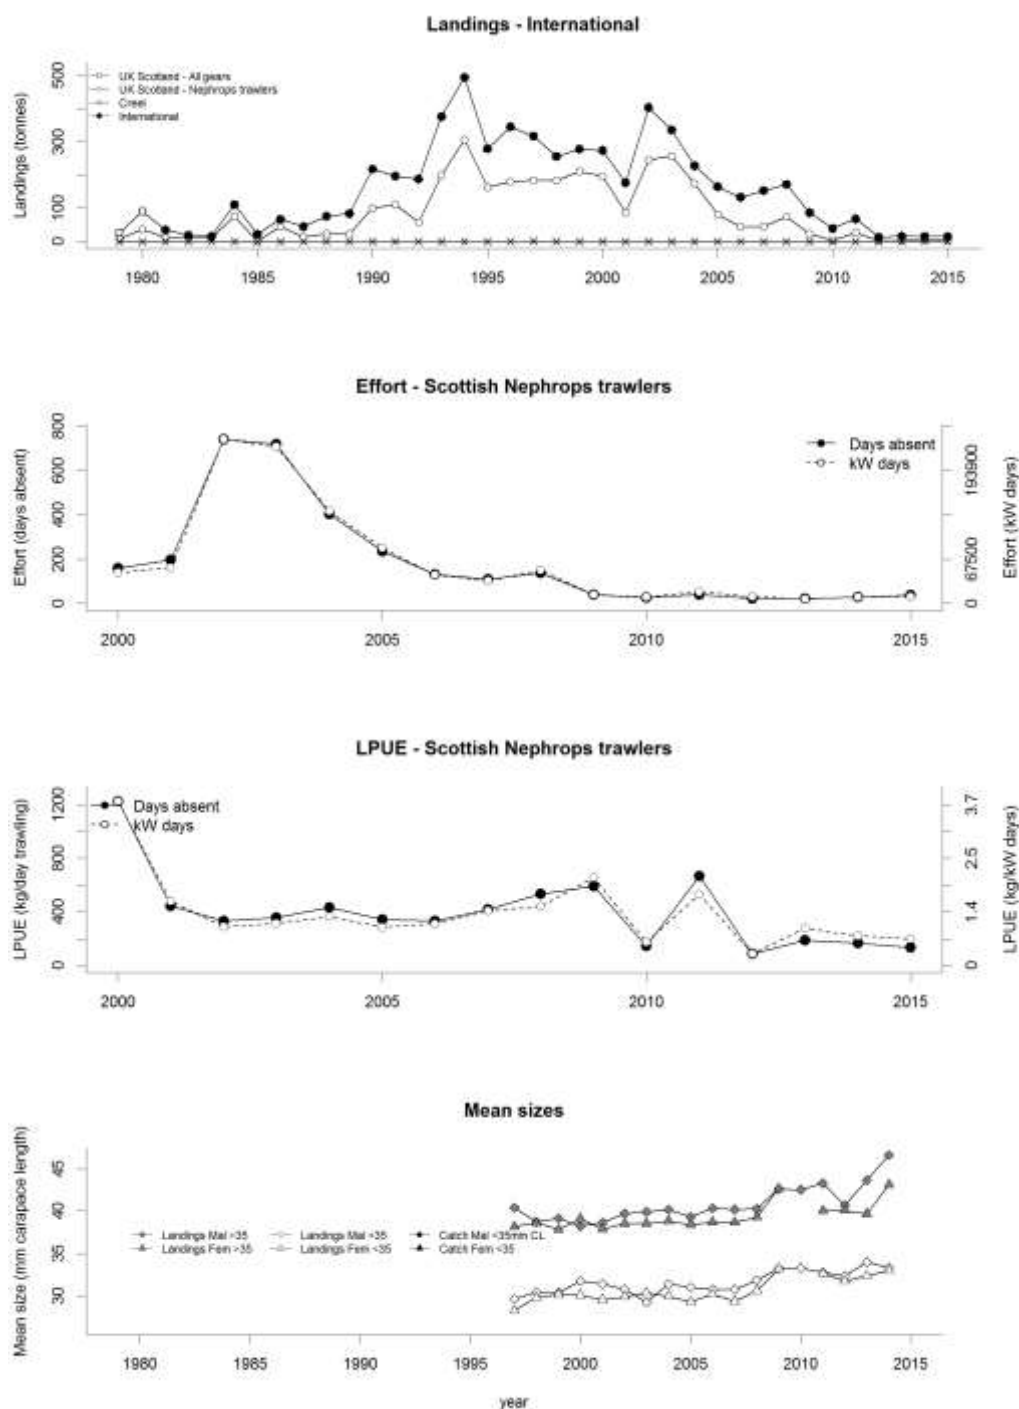 Landings - International
Landings (tonnes)
500
300
100
0
UK Scotland - All gears
UK Scotland - Nephrops trawlers
Creel
International
1980 1985 1990 1995 2000 2005 2010 2015
Effort - Scottish Nephrops trawlers
Effort (days absent)
800
600
400
200
0
Days absent
kW days
193900
67500
0
Effort (kW days)
2000 2005 2010 2015
LPUE - Scottish Nephrops trawlers
LPUE (kg/day trawling)
1200
800
400
0
Days absent
kW days
3.7
2.5
1.4
0
LPUE (kg/kW days)
2000 2005 2010 2015
Mean sizes
Mean size (mm carapace length)
45
40
35
30
Landings Mal >35 Landings Mal <35 Catch Mal <35mm CL
Landings Fem >35 Landings Fem <35 Catch Fem <35
1980 1985 1990 1995 2000 2005 2010 2015
year